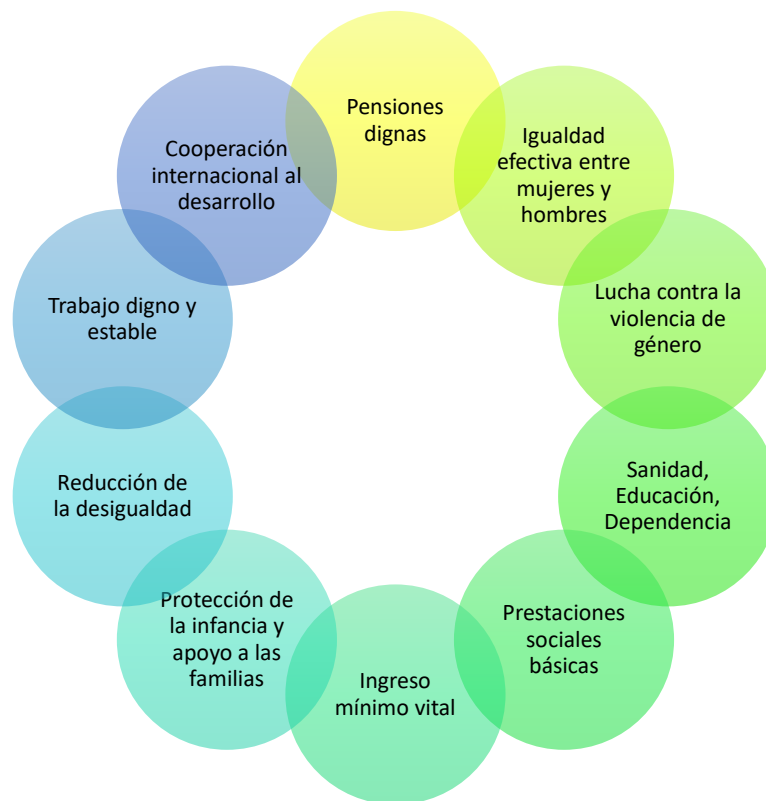 Pensiones
dignas
Igualdad
efectiva entre
mujeres y
hombres
Lucha contra la
violencia de
género
Sanidad,
Educación,
Dependencia
Prestaciones
sociales
básicas
Ingreso
mínimo vital
Protección de
la infancia y
apoyo a las
familias
Reducción de
la desigualdad
Trabajo digno y
estable
Cooperación
internacional al
desarrollo